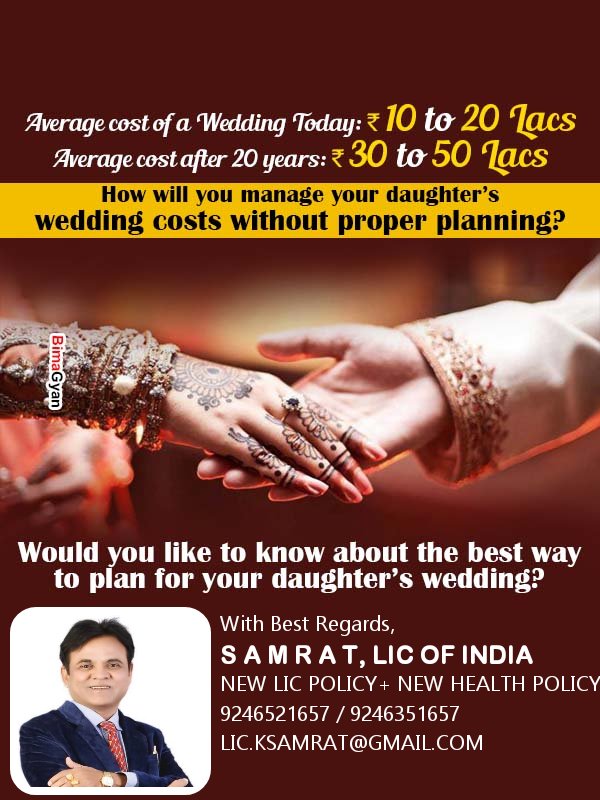 Average cost of a Wedding Today: ₹ 10 to 20 Lacs
Average cost after 20 years: ₹ 30 to 50 Lacs
How will you manage your daughter's
wedding costs without proper planning?
BimaGyan
Would you like to know about the best way
to plan for your daughter's wedding?
With Best Regards,
S A M R A T, LIC OF INDIA
NEW LIC POLICY+ NEW HEALTH POLICY
9246521657 / 9246351657
LIC.KSAMRAT@GMAIL.COM